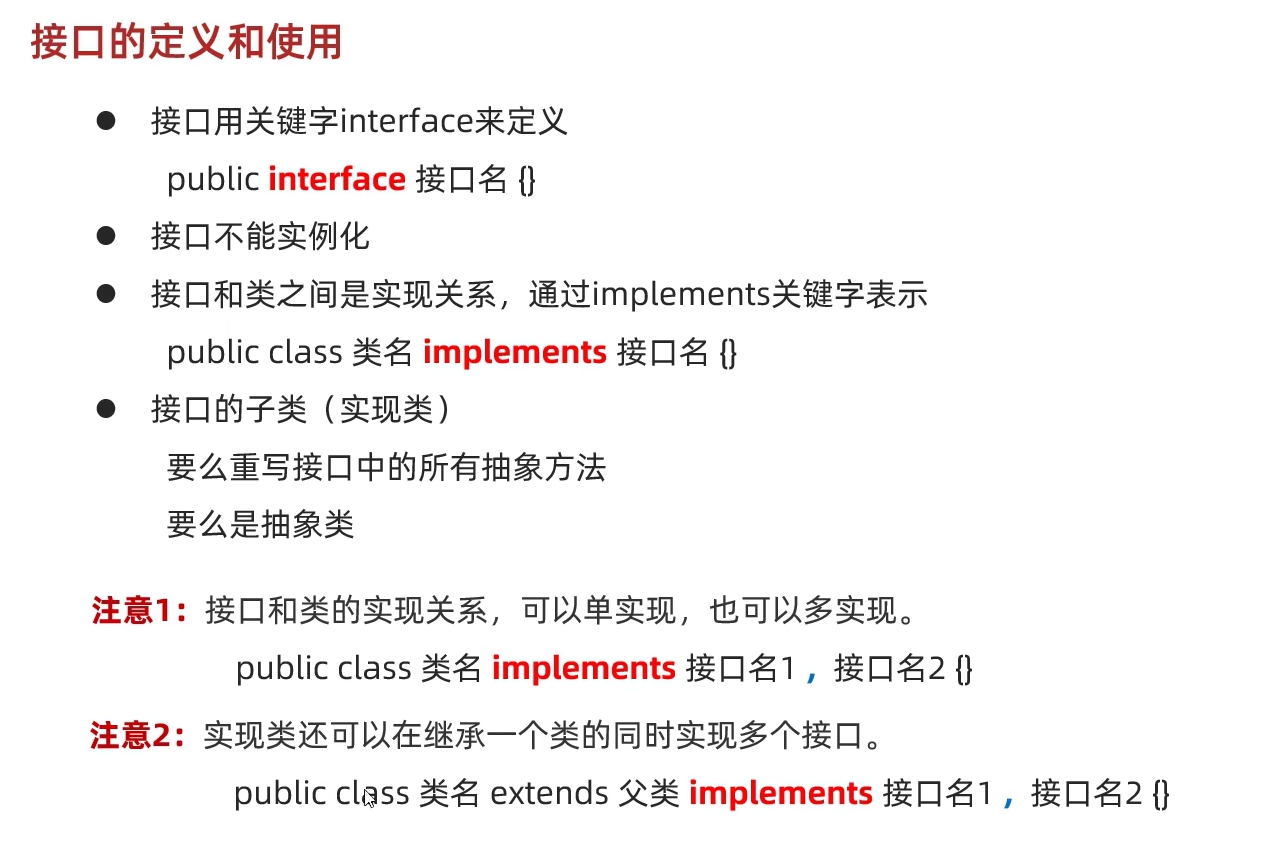 接口的定义和使用
● 接口用关键字interface来定义
public interface 接口名 {}
● 接口不能实例化
● 接口和类之间是实现关系，通过implements关键字表示
public class 类名 implements 接口名 {}
● 接口的子类（实现类）
要么重写接口中的所有抽象方法
要么是抽象类
注意1：接口和类的实现关系，可以单实现，也可以多实现。
public class 类名 implements 接口名1 ，接口名2 {}
注意2：实现类还可以在继承一个类的同时实现多个接口。
public class 类名 extends 父类 implements 接口名1 ，接口名2 {}